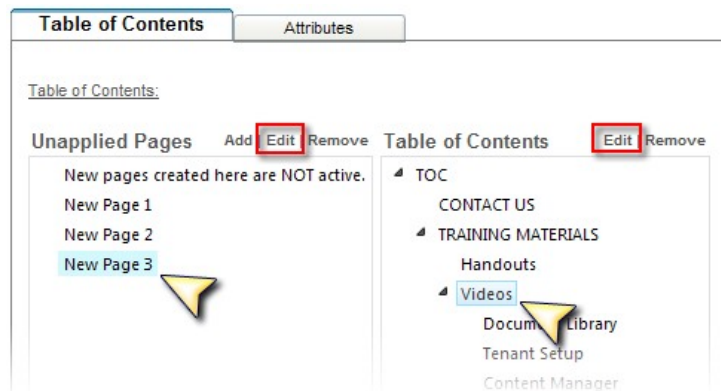 Table of Contents
Attributes
Table of Contents:
Unapplied Pages Add | Edit | Remove
New pages created here are NOT active.
New Page 1
New Page 2
New Page 3
Table of Contents Edit | Remove
TOC
CONTACT US
TRAINING MATERIALS
Handouts
Videos
Library
Tenant Setup
Content Manager